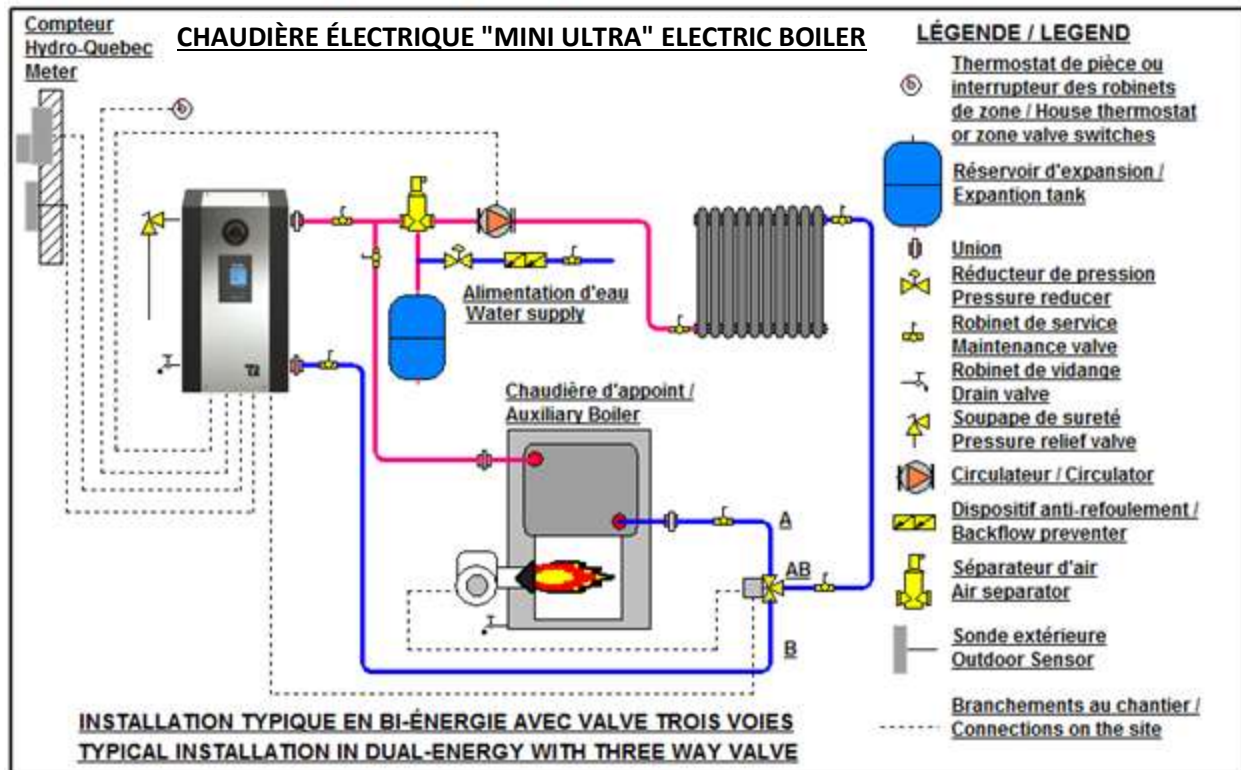 Compteur
Hydro-Quebec
Meter
CHAUDIÈRE ÉLECTRIQUE "MINI ULTRA" ELECTRIC BOILER
Alimentation d'eau
Water supply
Chaudière d'appoint /
Auxiliary Boiler
A
AB
B
INSTALLATION TYPIQUE EN BI-ÉNERGIE AVEC VALVE TROIS VOIES
TYPICAL INSTALLATION IN DUAL-ENERGY WITH THREE WAY VALVE
LÉGENDE / LEGEND
Thermostat de pièce ou
interrupteur des robinets
de zone / House thermostat
or zone valve switches
Réservoir d'expansion /
Expantion tank
Union
Réducteur de pression
Pressure reducer
Robinet de service
Maintenance valve
Robinet de vidange
Drain valve
Soupape de sureté
Pressure relief valve
Circulateur / Circulator
Dispositif anti-refoulement /
Backflow preventer
Séparateur d'air
Air separator
Sonde extérieure
Outdoor Sensor
Branchements au chantier /
Connections on the site